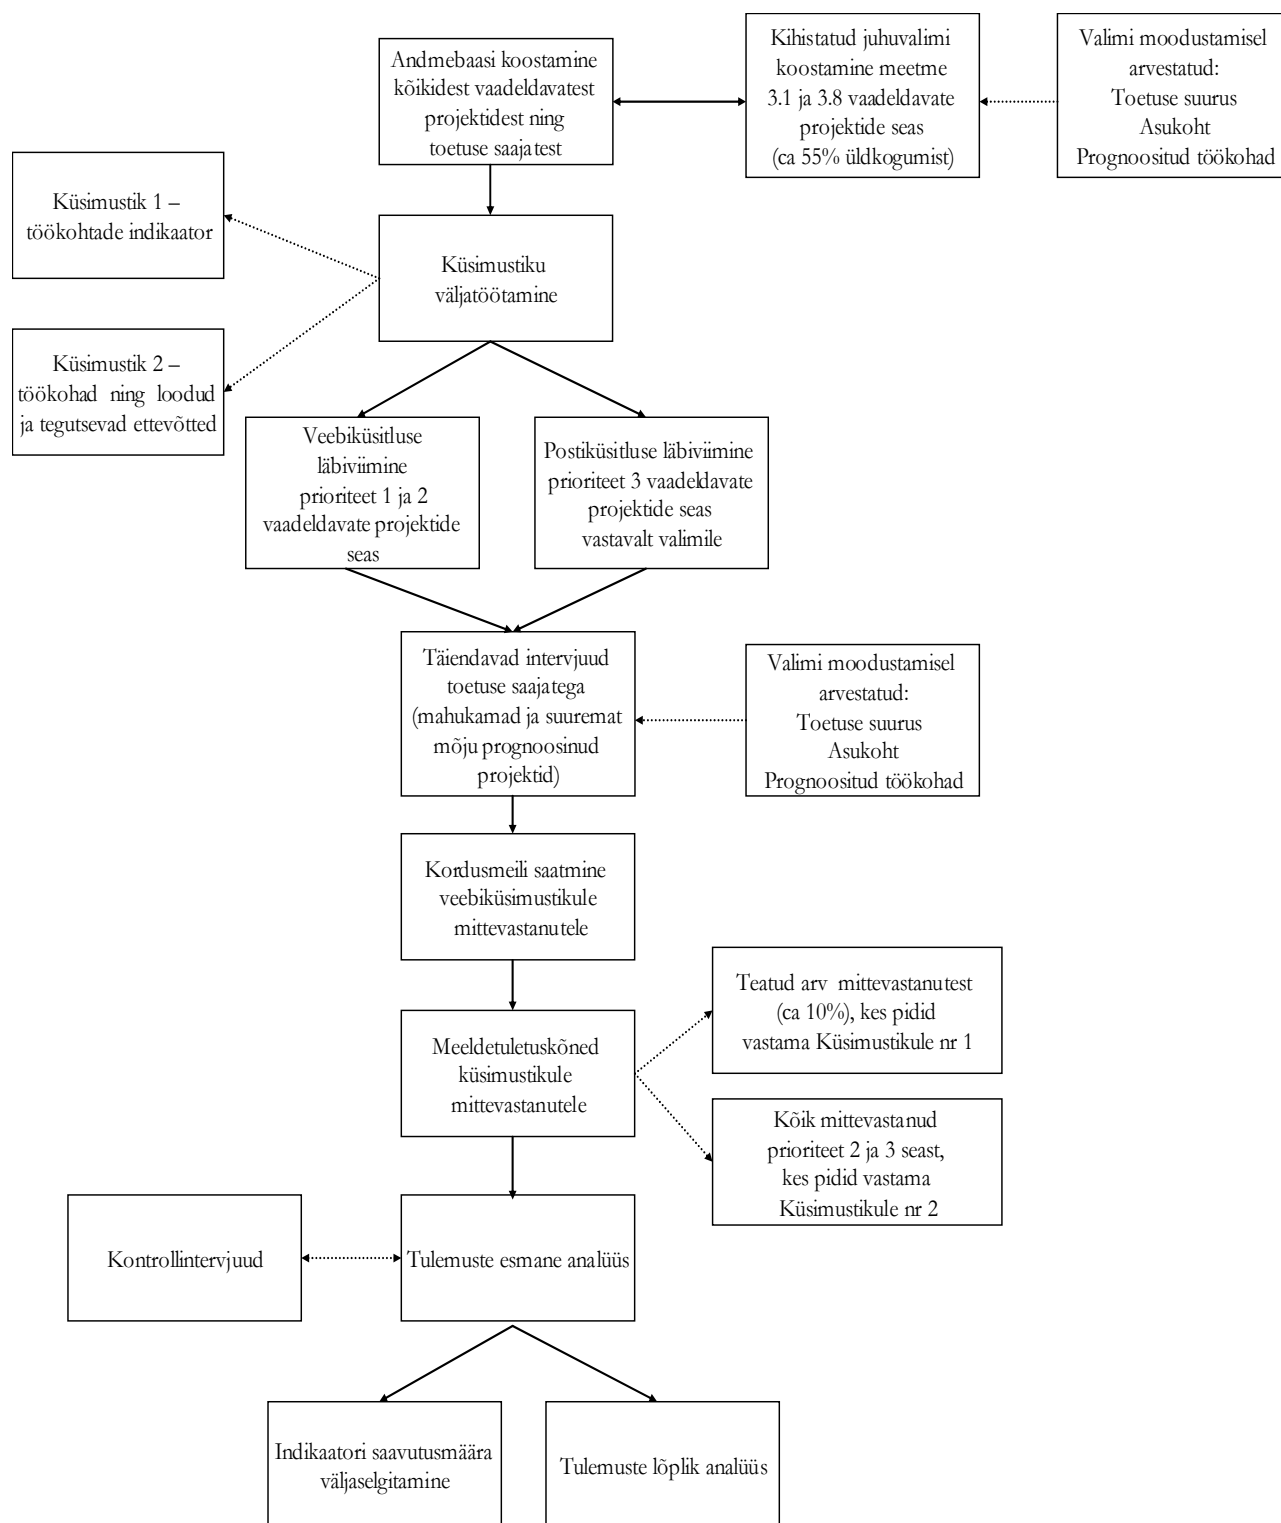 Andmebaasi koostamine
kõikidest vaadeldavatest
projektidest ning
toetuse saajatest
Kihistatud juhuvalimi
koostamine meetme
3.1 ja 3.8 vaadeldavate
projektide seas
(ca 55% üldkogumist)
Valimi moodustamisel
arvestatud:
Toetuse suurus
Asukoht
Prognoositud töökohad
Küsimustik 1 –
töökohtade indikaator
Küsimustiku
väljatöötamine
Küsimustik 2 –
töökohad ning loodud
ja tegutsevad ettevõtted
Veebiküsitluse
läbiviimine
prioriteet 1 ja 2
vaadeldavate projektide
seas
Postiküsitluse läbiviimine
prioriteet 3 vaadeldavate
projektide seas
vastavalt valimile
Täiendavad intervjuud
toetuse saajatega
(mahukamad ja suuremat
mõju prognoosinud
projektid)
Valimi moodustamisel
arvestatud:
Toetuse suurus
Asukoht
Prognoositud töökohad
Kordusmeili saatmine
veebiküsimustikule
mittevastanutele
Teatud arv mittevastanutest
(ca 10%), kes pidid
vastama Küsimustikule nr 1
Meeldetuletuskõned
küsimustikule
mittevastanutele
Kõik mittevastanud
prioriteet 2 ja 3 seast,
kes pidid vastama
Küsimustikule nr 2
Kontrollintervjuud
Tulemuste esmane analüüs
Indikaatori saavutusmäära
väljaselgitamine
Tulemuste lõplik analüüs